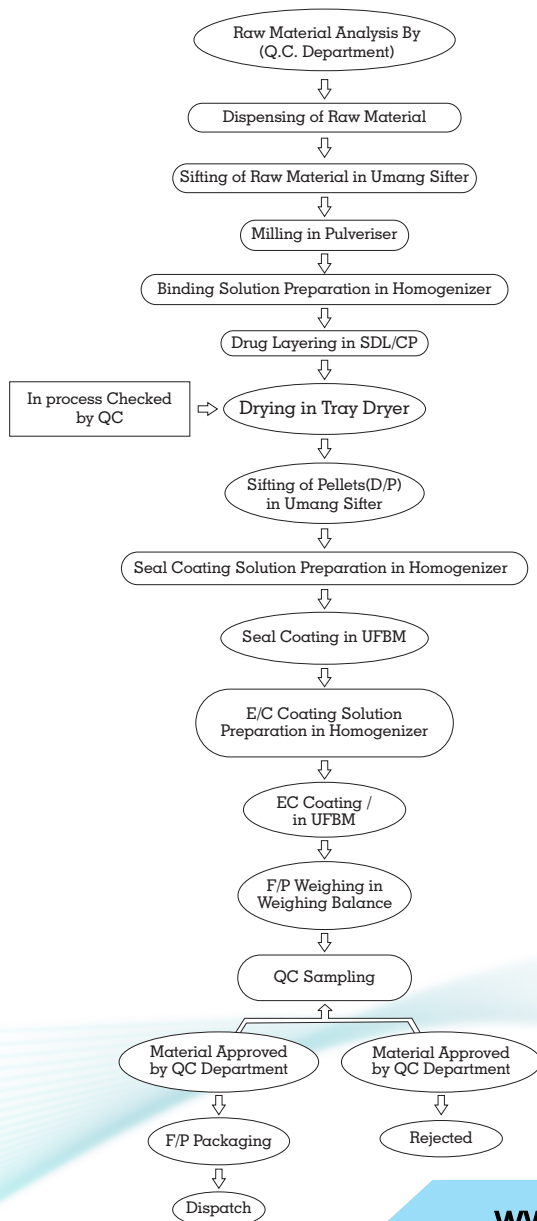 Raw Material Analysis By
(Q.C. Department)
Dispensing of Raw Material
Sifting of Raw Material in Umang Sifter
Milling in Pulveriser
Binding Solution Preparation in Homogenizer
Drug Layering in SDL/CP
In process Checked
by QC
Drying in Tray Dryer
Sifting of Pellets(D/P)
in Umang Sifter
Seal Coating Solution Preparation in Homogenizer
Seal Coating in UFBM
E/C Coating Solution
Preparation in Homogenizer
EC Coating /
in UFBM
F/P Weighing in
Weighing Balance
QC Sampling
Material Approved
by QC Department
Material Approved
by QC Department
F/P Packaging
Rejected
Dispatch